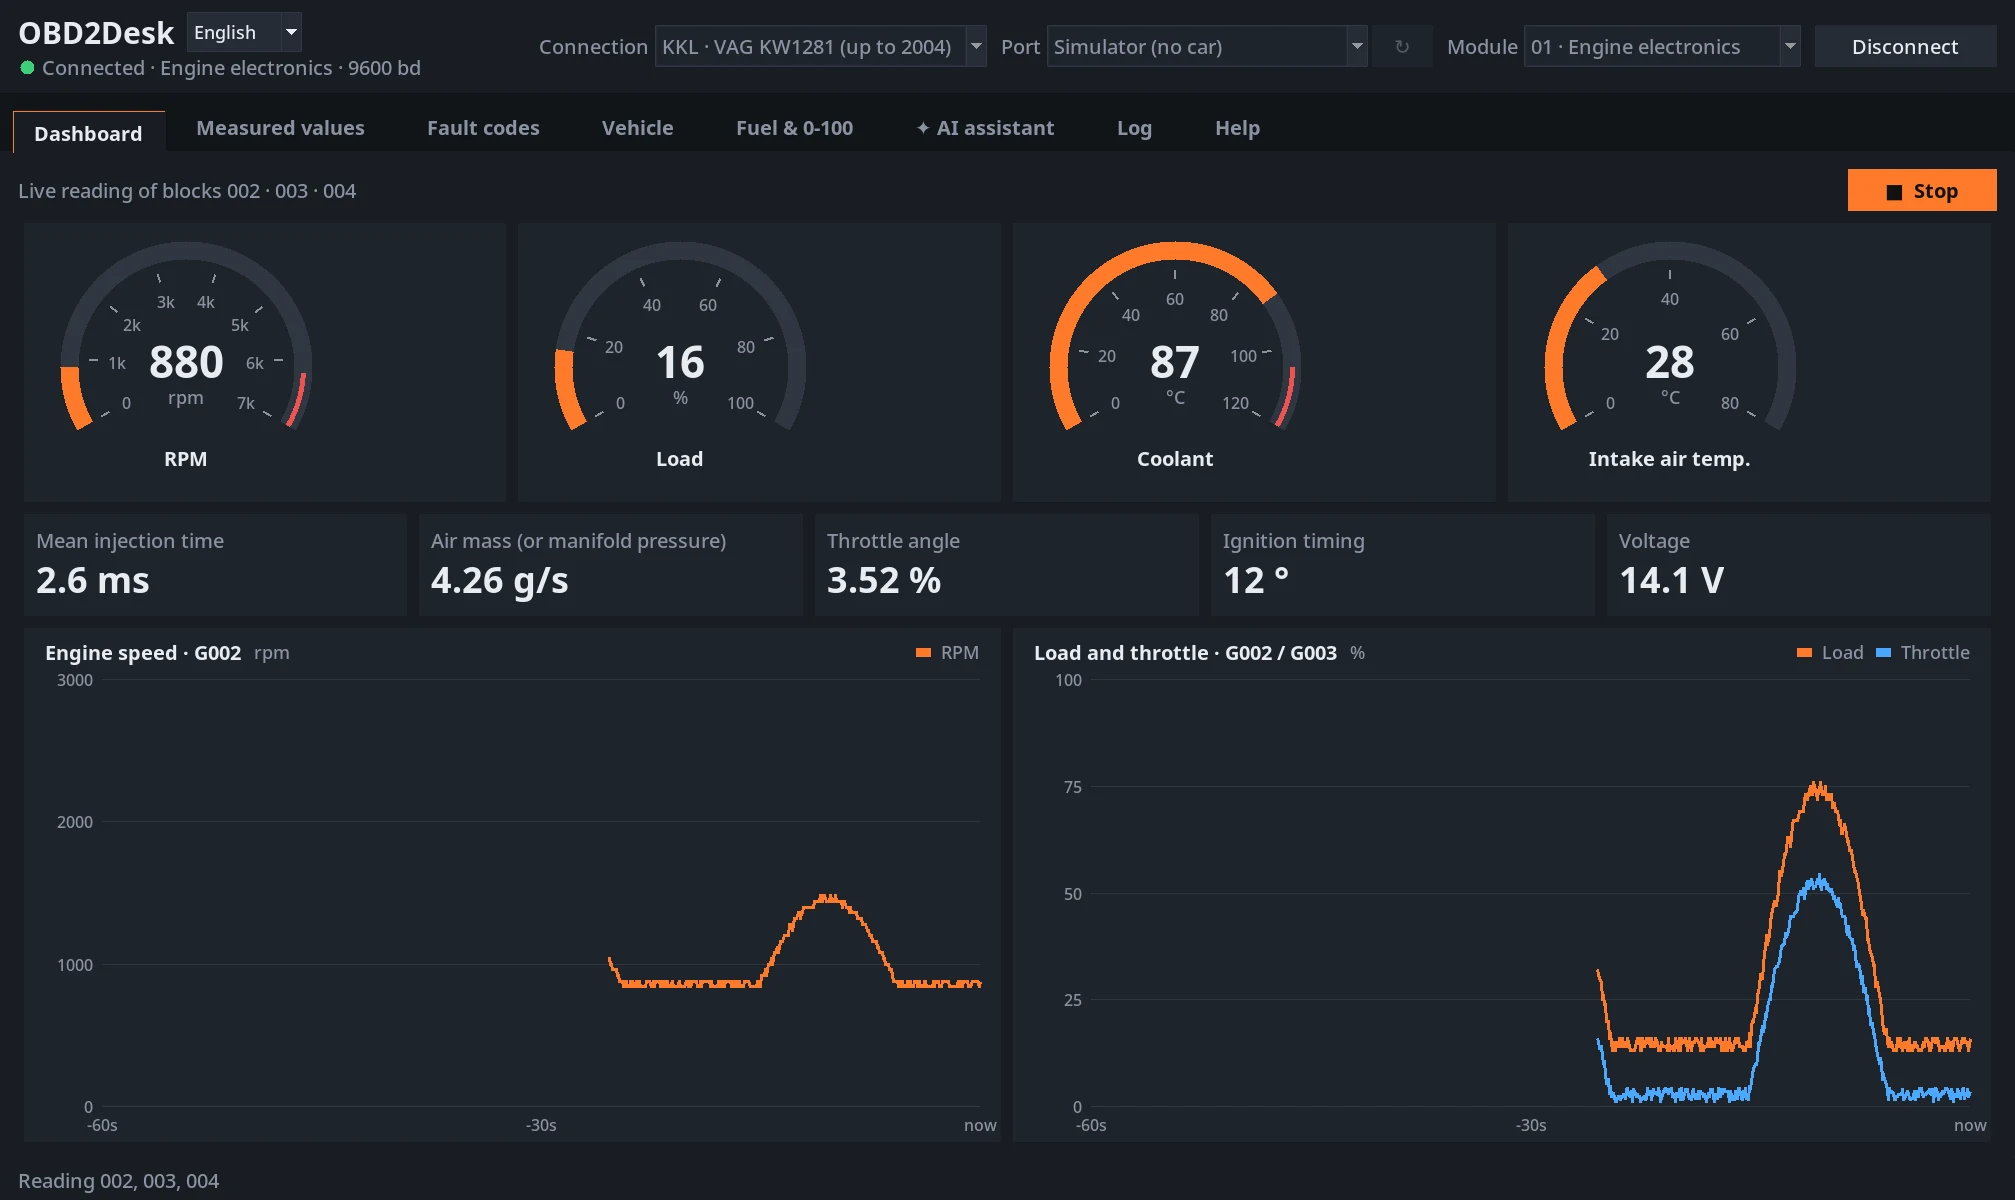 OBD2Desk English
Connected · Engine electronics · 9600 bd
Connection KKL · VAG KW1281 (up to 2004) Port Simulator (no car) ↻ Module 01 · Engine electronics Disconnect
Dashboard Measured values Fault codes Vehicle Fuel & 0-100 ✦ AI assistant Log Help
Live reading of blocks 002 · 003 · 004
■ Stop
0 1k 2k 3k 4k 5k 6k 7k
880
rpm
RPM
0 20 40 60 80 100
16
%
Load
0 20 40 60 80 100 120
87
°C
Coolant
0 20 40 60 80
28
°C
Intake air temp.
Mean injection time
2.6 ms
Air mass (or manifold pressure)
4.26 g/s
Throttle angle
3.52 %
Ignition timing
12 °
Voltage
14.1 V
Engine speed · G002 rpm RPM
3000
2000
1000
0
-60s -30s now
Load and throttle · G002 / G003 % Load Throttle
100
75
50
25
0
-60s -30s now
Reading 002, 003, 004